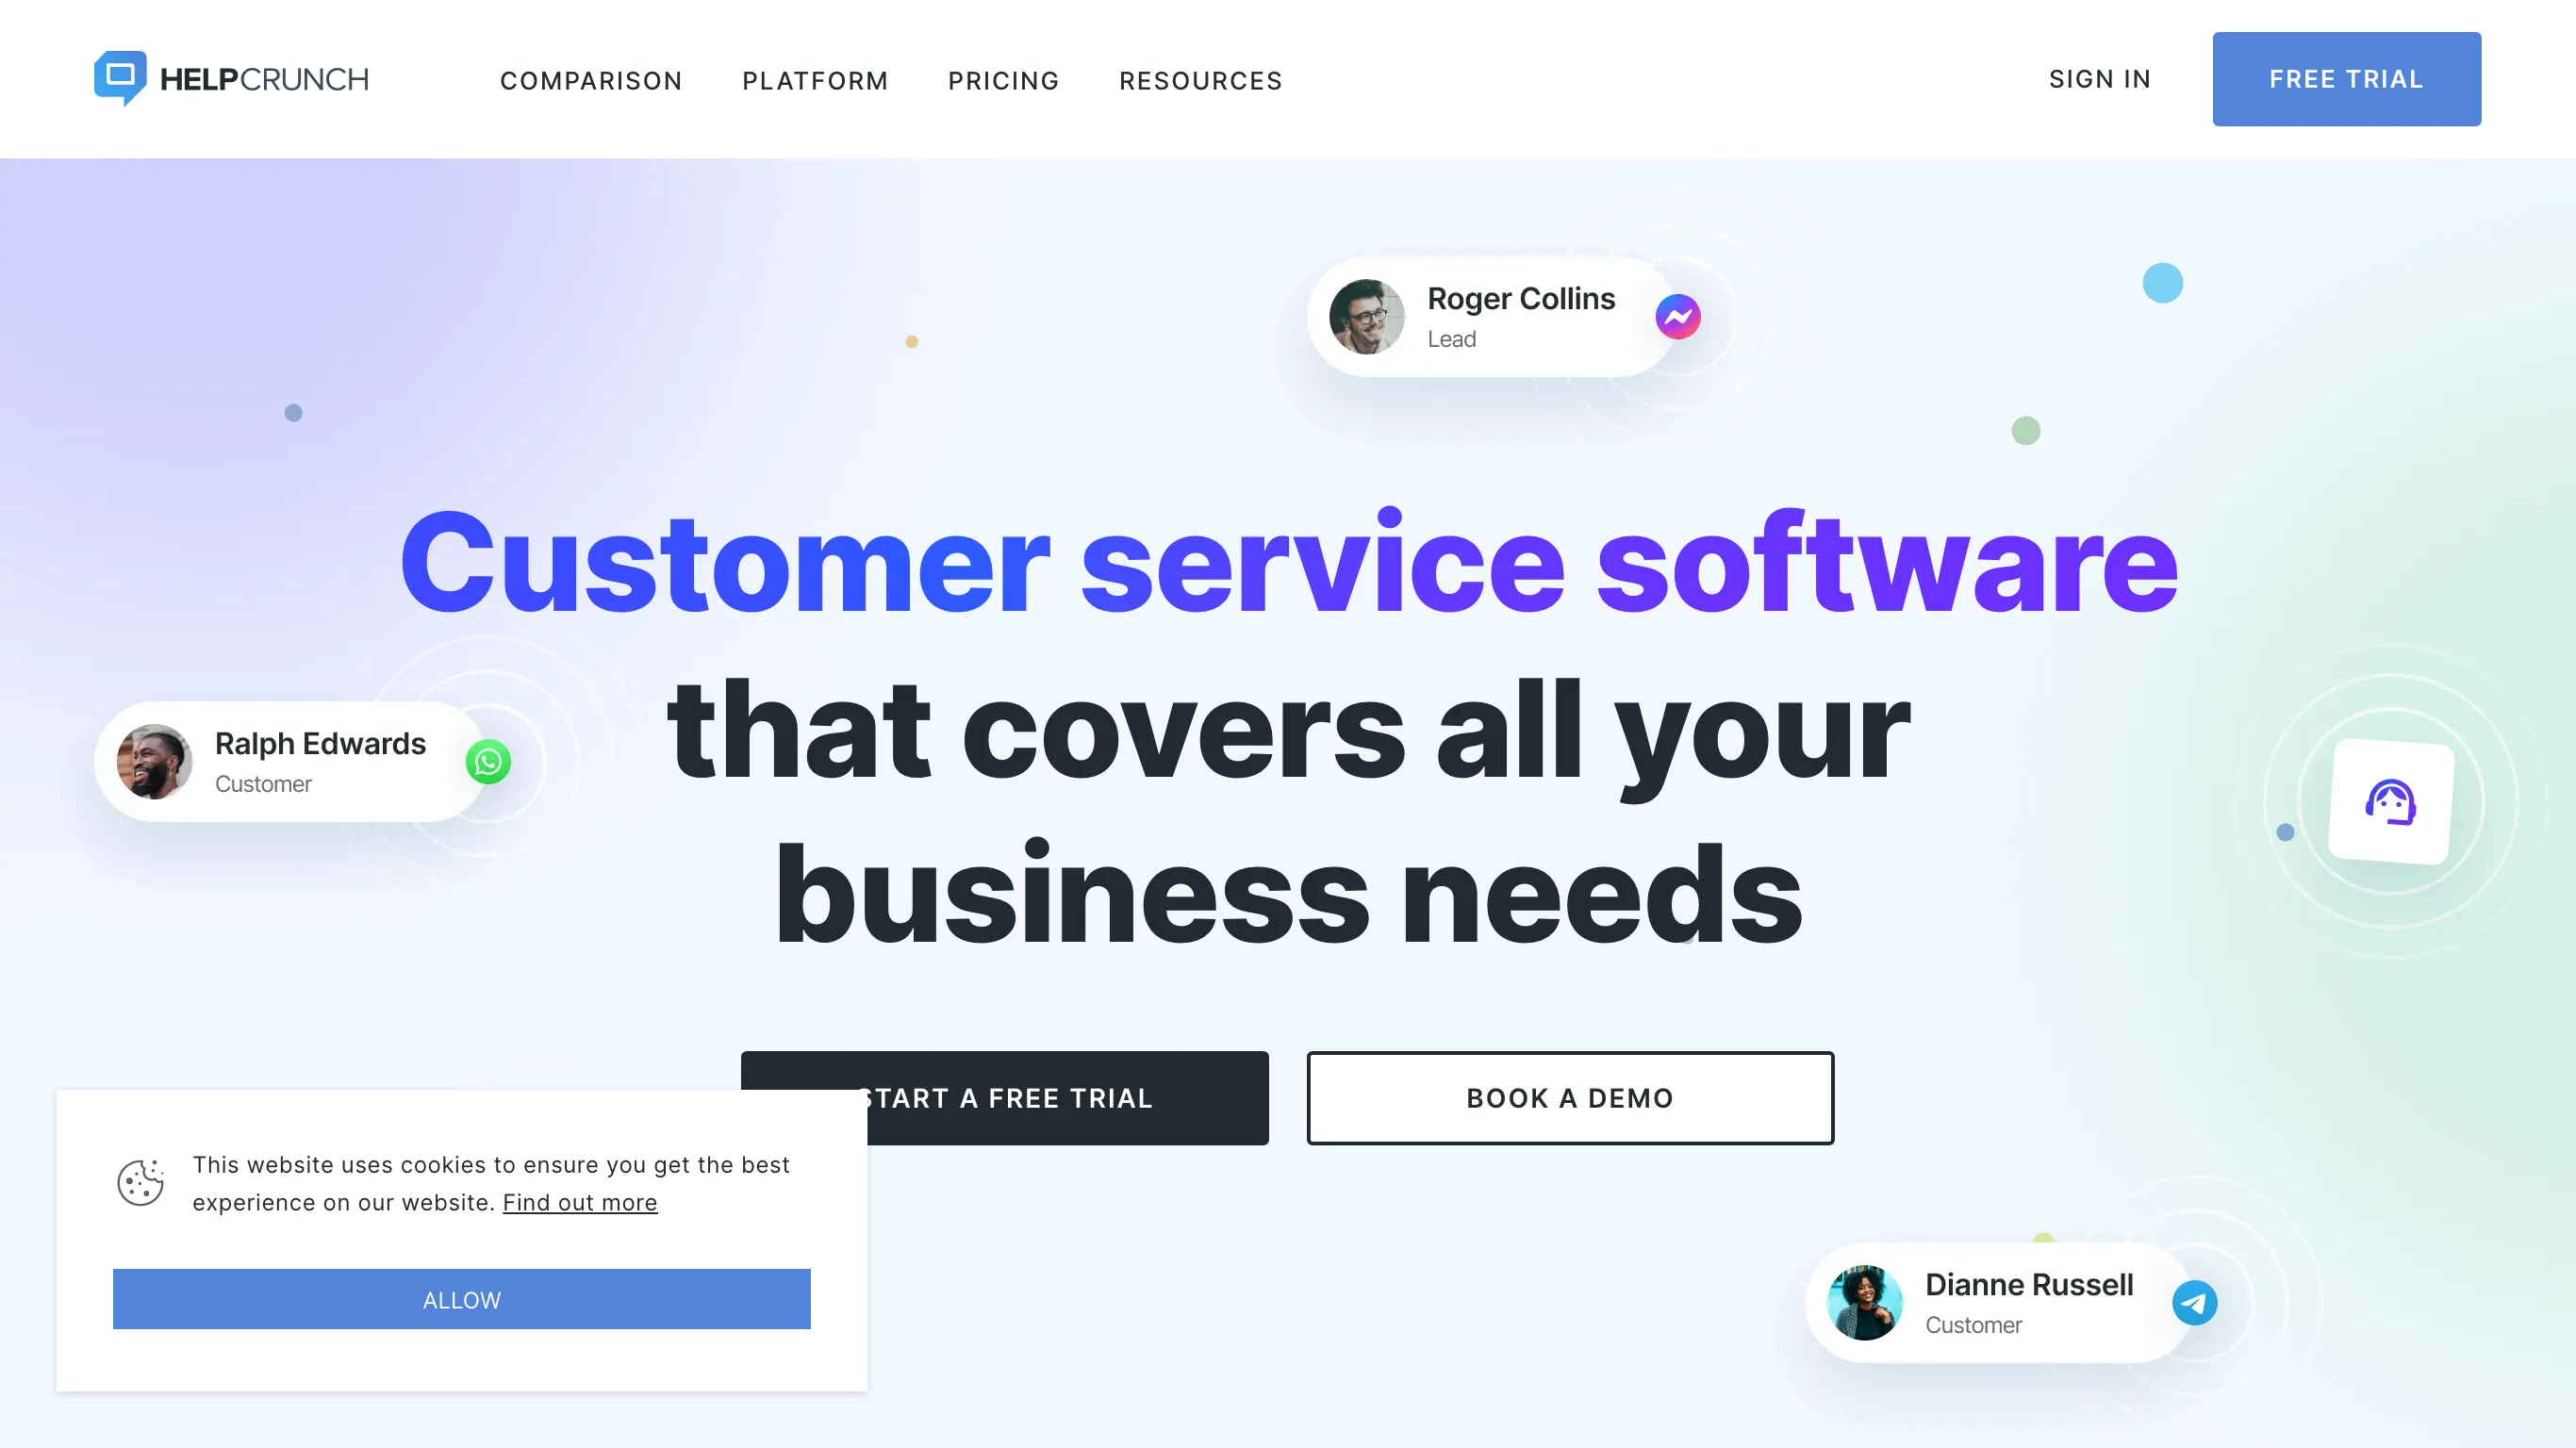 HELPCRUNCH
COMPARISON
PLATFORM
PRICING
RESOURCES
SIGN IN
FREE TRIAL
Roger Collins
Lead
Customer service software
that covers all your
business needs
Ralph Edwards
Customer
START A FREE TRIAL
BOOK A DEMO
This website uses cookies to ensure you get the best
experience on our website. Find out more
ALLOW
Dianne Russell
Customer